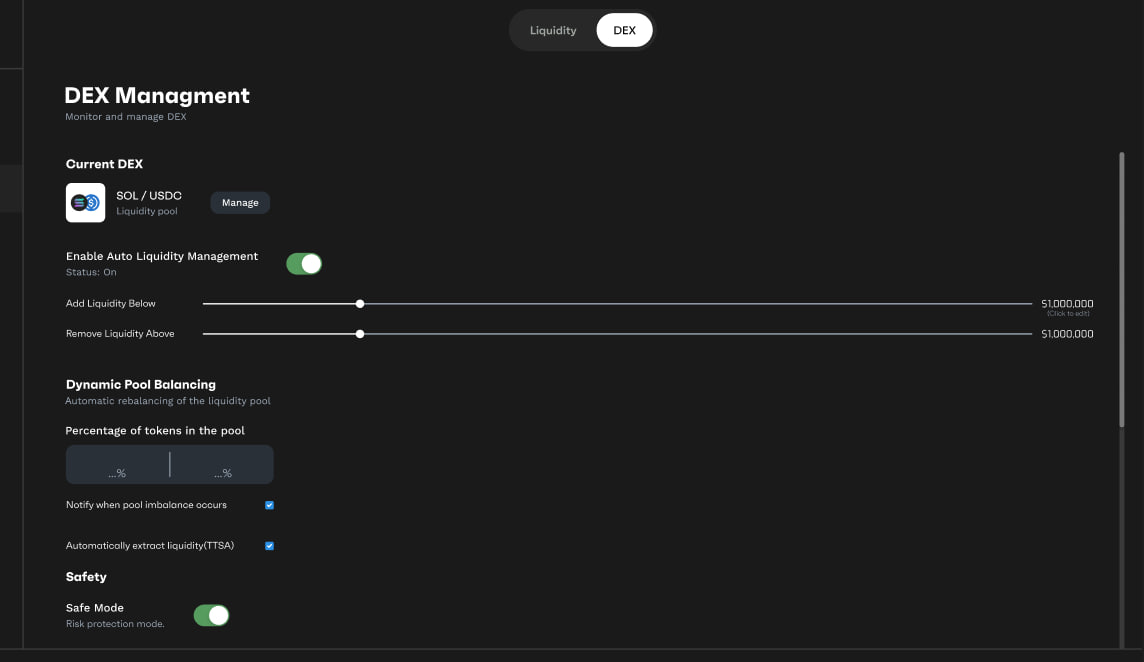 Liquidity
DEX
DEX Managment
Monitor and manage DEX
Current DEX
SOL / USDC
Liquidity pool
Manage
Enable Auto Liquidity Management
Status: On
Add Liquidity Below
$1,000,000
(Click to edit)
Remove Liquidity Above
$1,000,000
Dynamic Pool Balancing
Automatic rebalancing of the liquidity pool
Percentage of tokens in the pool
...%
...%
Notify when pool imbalance occurs
Automatically extract liquidity(TTSA)
Safety
Safe Mode
Risk protection mode.